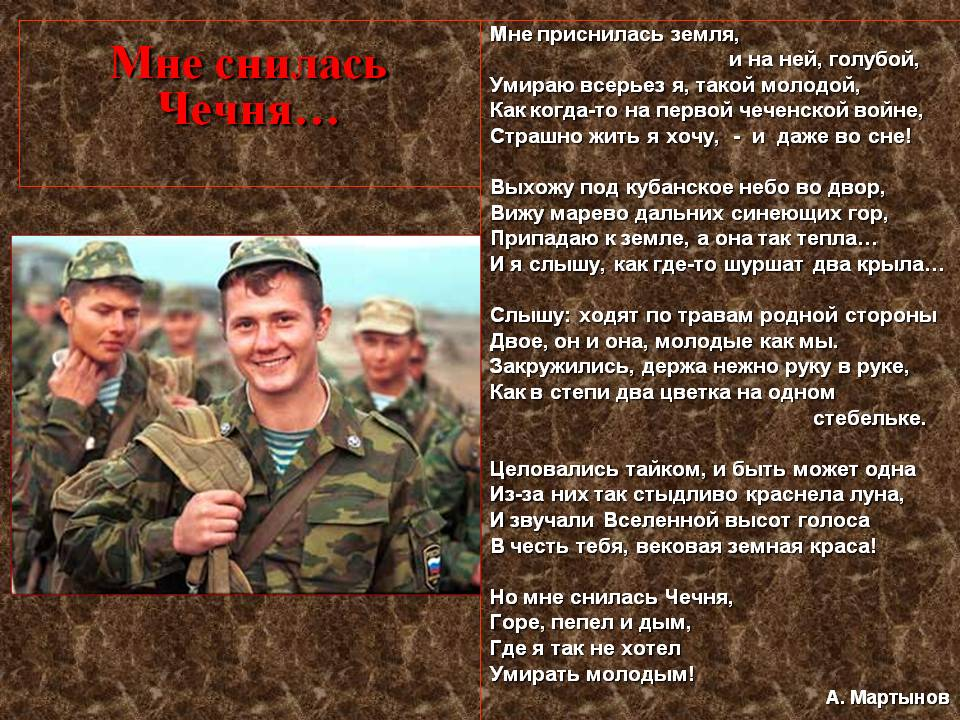 Мне снилась
Чечня…
Мне приснилась земля,
и на ней, голубой,
Умираю всерьез я, такой молодой,
Как когда-то на первой чеченской войне,
Страшно жить я хочу, - и даже во сне!
Выхожу под кубанское небо во двор,
Вижу марево дальних синеющих гор,
Припадаю к земле, а она так тепла…
И я слышу, как где-то шуршат два крыла…
Слышу: ходят по травам родной стороны
Двое, он и она, молодые как мы.
Закружились, держа нежно руку в руке,
Как в степи два цветка на одном
стебельке.
Целовались тайком, и быть может одна
Из-за них так стыдливо краснела луна,
И звучали Вселенной высот голоса
В честь тебя, вековая земная краса!
Но мне снилась Чечня,
Горе, пепел и дым,
Где я так не хотел
Умирать молодым!
А. Мартынов